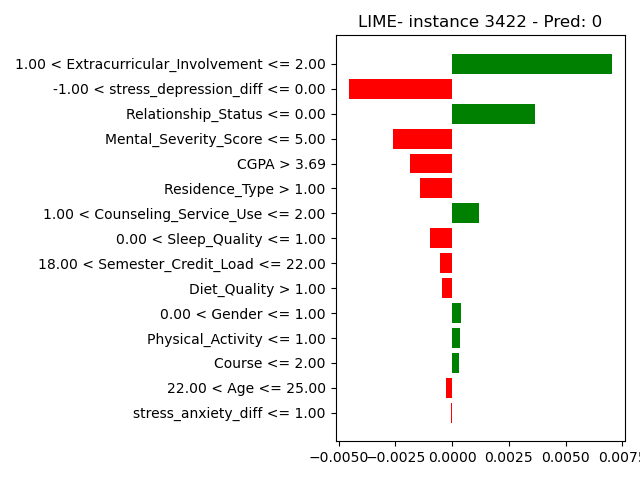 LIME- instance 3422 - Pred: 0
1.00 < Extracurricular_Involvement <= 2.00
-1.00 < stress_depression_diff <= 0.00
Relationship_Status <= 0.00
Mental_Severity_Score <= 5.00
CGPA > 3.69
Residence_Type > 1.00
1.00 < Counseling_Service_Use <= 2.00
0.00 < Sleep_Quality <= 1.00
18.00 < Semester_Credit_Load <= 22.00
Diet_Quality > 1.00
0.00 < Gender <= 1.00
Physical_Activity <= 1.00
Course <= 2.00
22.00 < Age <= 25.00
stress_anxiety_diff <= 1.00
−0.0050 −0.0025 0.0000 0.0025 0.0050 0.0075